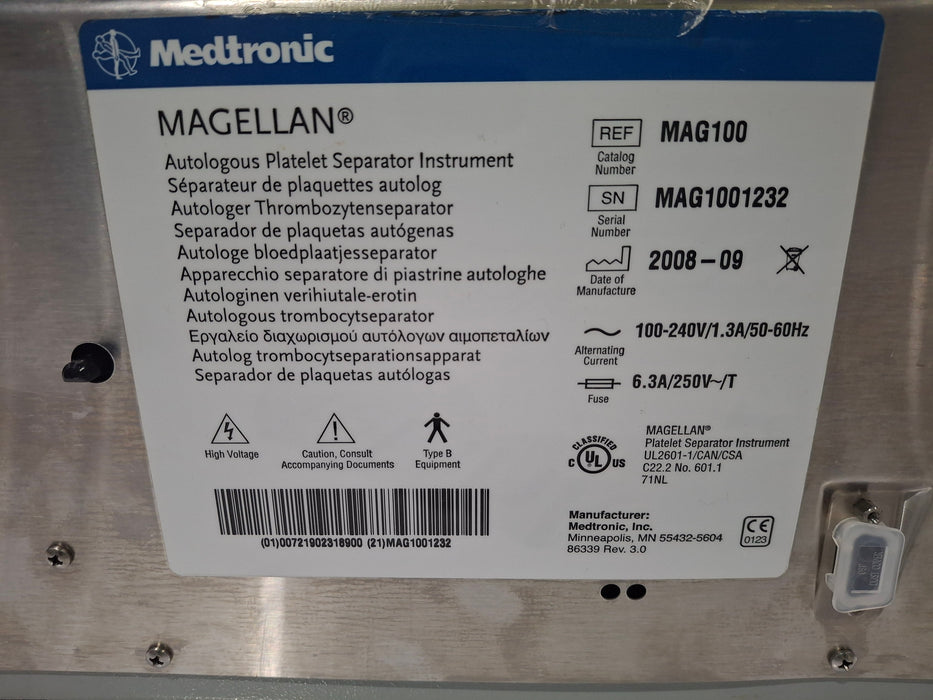 Medtronic
MAGELLAN®
Autologous Platelet Separator Instrument
Séparateur de plaquettes autolog
Autologer Thrombozytenseparator
Separador de plaquetas autógenas
Autologe bloedplaatjesseparator
Apparecchio separatore di piastrine autologhe
Autologinen verihiutale-erotin
Autologous trombocytseparator
Εργαλείο διαχωρισμού αυτόλογων αιμοπεταλίων
Autolog trombocytseparationsapparat
Separador de plaquetas autólogas
High Voltage
Caution, Consult
Accompanying Documents
Type B
Equipment
(01)00721902318900 (21)MAG1001232
REF MAG100
Catalog
Number
SN MAG1001232
Serial
Number
2008-09
Date of
Manufacture
100-240V/1.3A/50-60Hz
Alternating
Current
6.3A/250V~/T
Fuse
CLASSIFIED
C UL US
MAGELLAN®
Platelet Separator Instrument
UL2601-1/CAN/CSA
C22.2 No. 601.1
71NL
Manufacturer:
Medtronic, Inc.
Minneapolis, MN 55432-5604
86339 Rev. 3.0
CE
0123